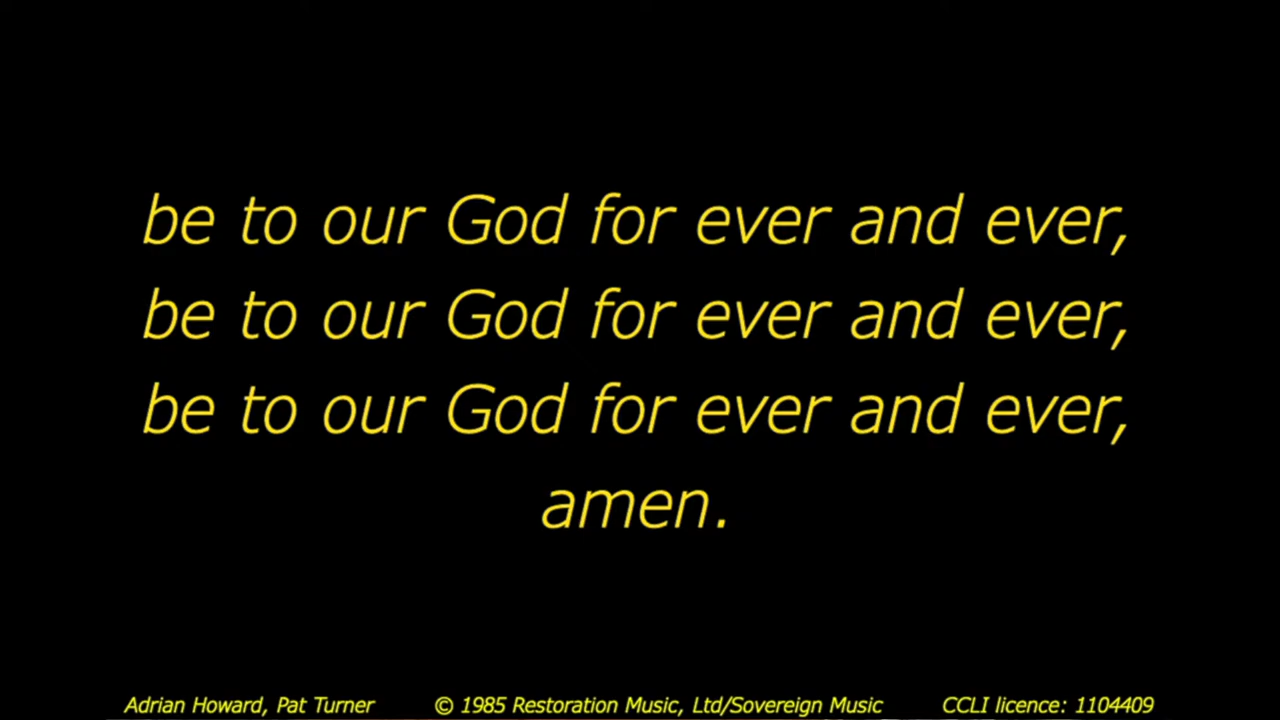 be to our God for ever and ever,
be to our God for ever and ever,
be to our God for ever and ever,
amen.
Adrian Howard, Pat Turner © 1985 Restoration Music, Ltd/Sovereign Music CCLI licence: 1104409